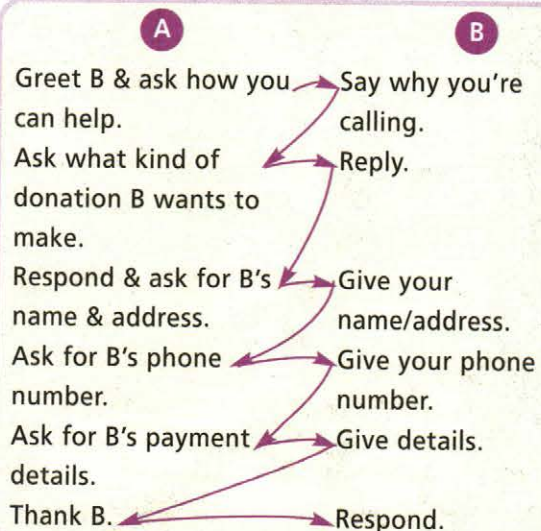 A
B
Greet B & ask how you
can help.
Say why you're
calling.
Ask what kind of
donation B wants to
make.
Reply.
Respond & ask for B's
name & address.
Give your
name/address.
Ask for B's phone
number.
Give your phone
number.
Ask for B's payment
details.
Give details.
Thank B.
Respond.